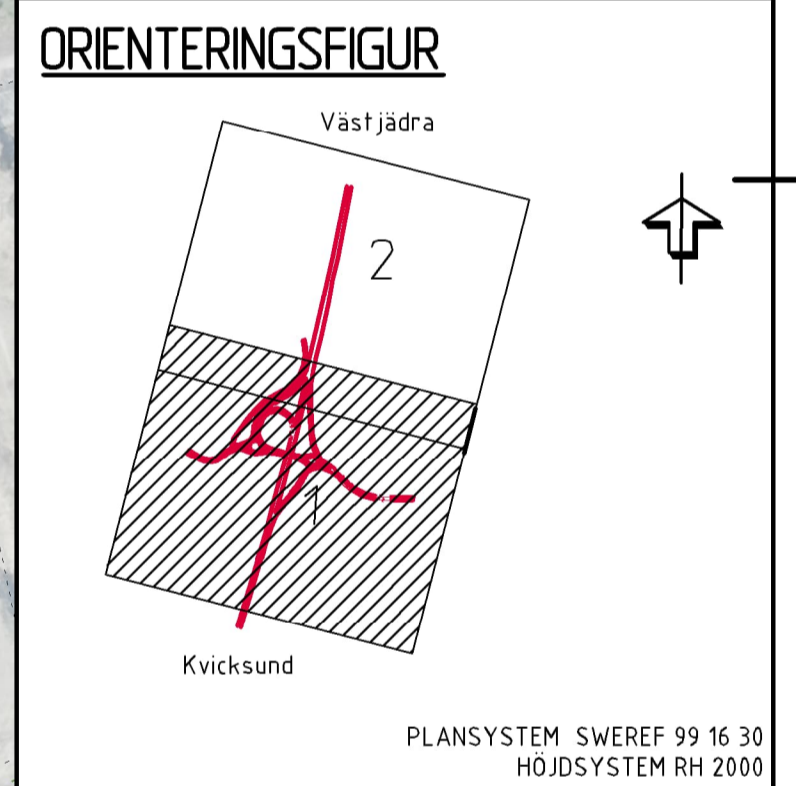 ORIENTERINGSFIGUR
Västjädra
2
1
Kvicksund
PLANSYSTEM SWEREF 99 16 30
HÖJDSYSTEM RH 2000